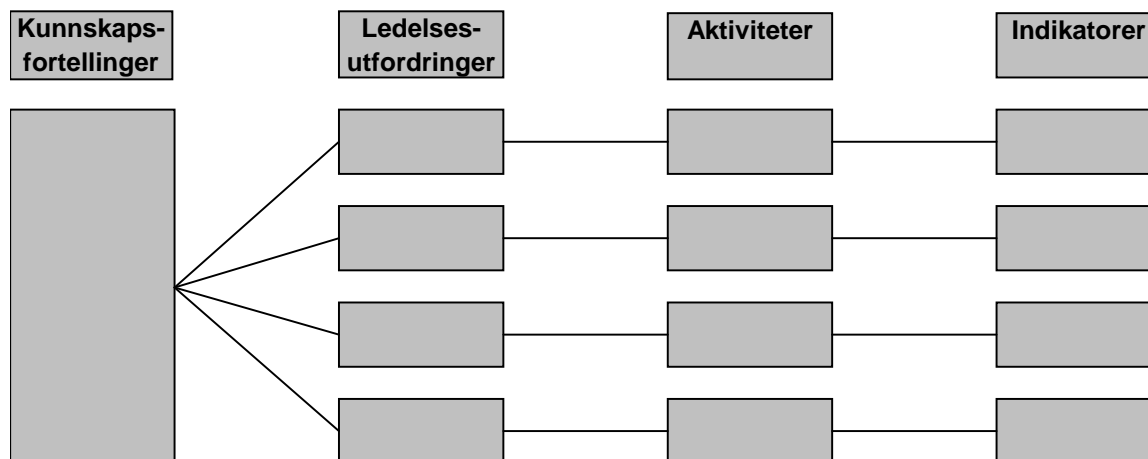 Kunnskaps-
fortellinger
Ledelses-
utfordringer
Aktiviteter
Indikatorer